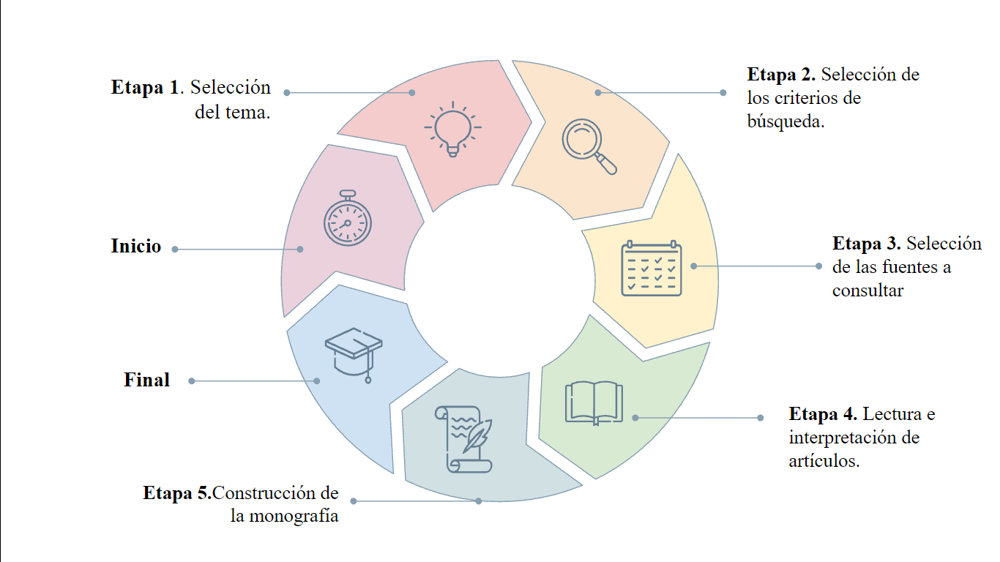 Etapa 1. Selección
del tema.
Etapa 2. Selección de
los criterios de
búsqueda.
Inicio
Etapa 3. Selección
de las fuentes a
consultar
Final
Etapa 4. Lectura e
interpretación de
artículos.
Etapa 5.Construcción de
la monografía